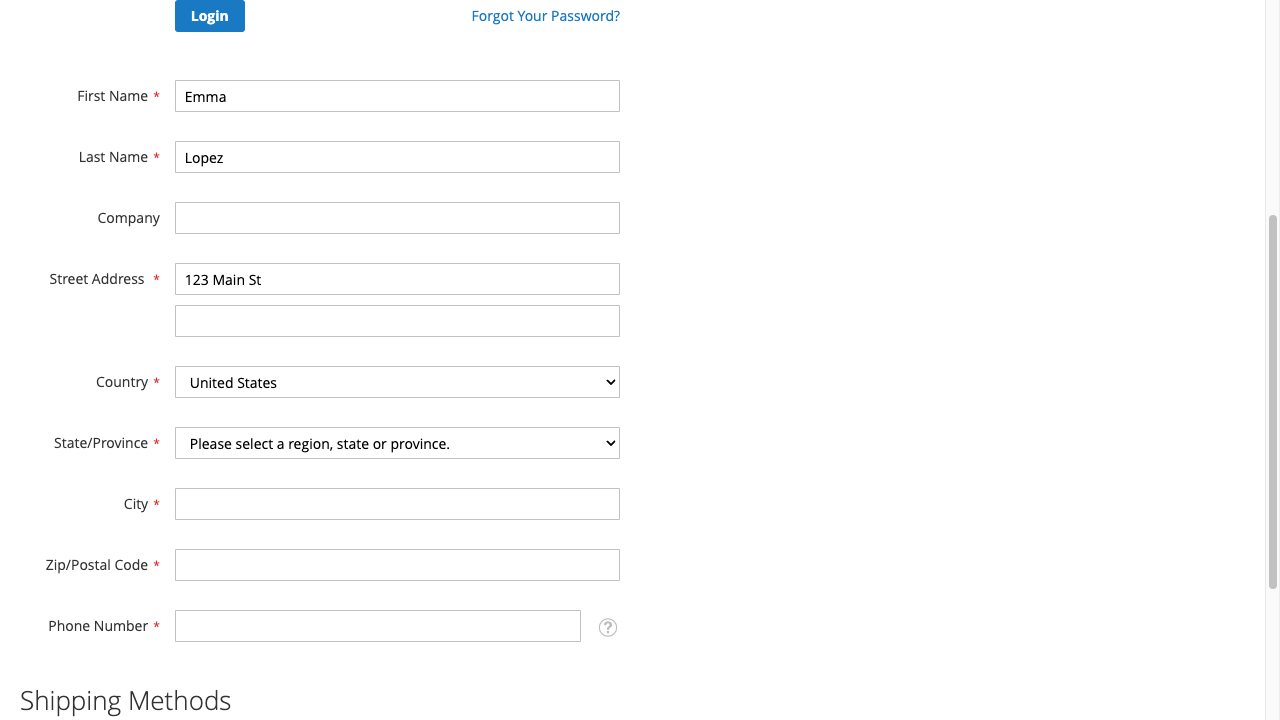 Login
Forgot Your Password?
First Name *
Emma
Last Name *
Lopez
Company
Street Address *
123 Main St
Country *
United States
State/Province *
Please select a region, state or province.
City *
Zip/Postal Code *
Phone Number *
?
Shipping Methods